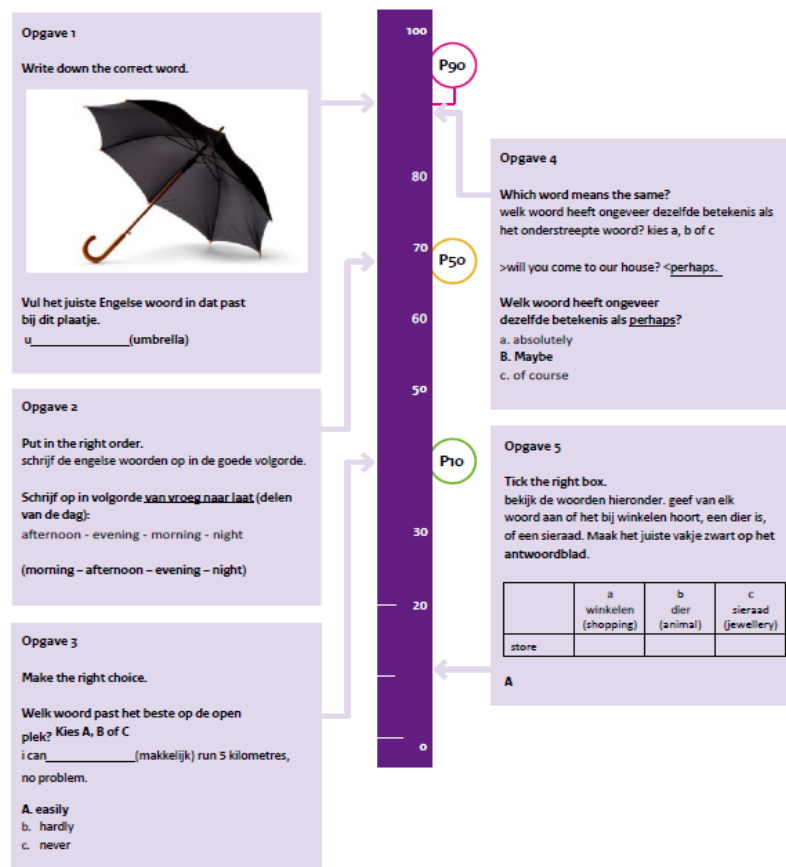 Opgave 1
Write down the correct word.
Vul het juiste Engelse woord in dat past
bij dit plaatje.
u_______________(umbrella)
Opgave 2
Put in the right order.
schrijf de engelse woorden op in de goede volgorde.
Schrijf op in volgorde van vroeg naar laat (delen
van de dag):
afternoon - evening - morning - night
(morning – afternoon – evening – night)
Opgave 3
Make the right choice.
Welk woord past het beste op de open
plek? Kies A, B of C
i can______________(makkelijk) run 5 kilometres,
no problem.
A. easily
b. hardly
c. never
100
80
70
60
50
30
20
0
P90
P50
P10
Opgave 4
Which word means the same?
welk woord heeft ongeveer dezelfde betekenis als
het onderstreepte woord? kies a, b of c
>will you come to our house? <perhaps.
Welk woord heeft ongeveer
dezelfde betekenis als perhaps?
a. absolutely
B. Maybe
c. of course
Opgave 5
Tick the right box.
bekijk de woorden hieronder. geef van elk
woord aan of het bij winkelen hoort, een dier is,
of een sieraad. Maak het juiste vakje zwart op het
antwoordblad.
a b c
winkelen dier sieraad
(shopping) (animal) (jewellery)
store
A